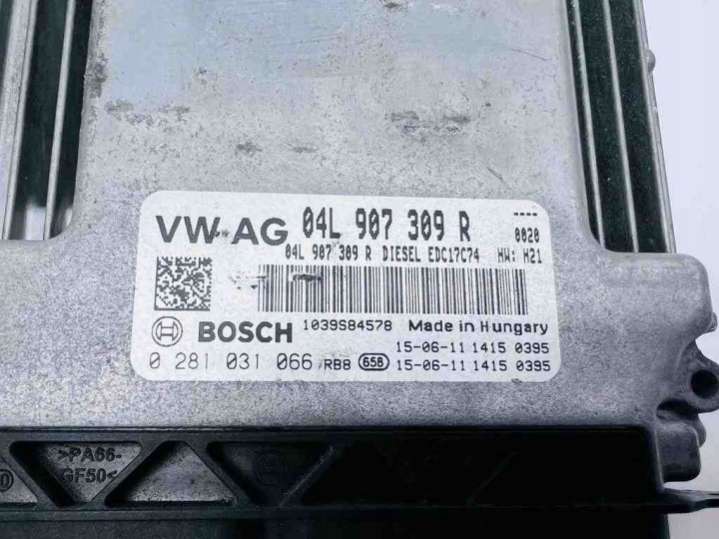 VW AG 04L 907 309 R ----
0020
04L 907 309 R DIESEL EDC17C74 HW: H21
BOSCH 1039S84578 Made in Hungary
15-06-11 1415 0395
0 281 031 066 RB8 658 15-06-11 1415 0395
>PA66-
GF50<